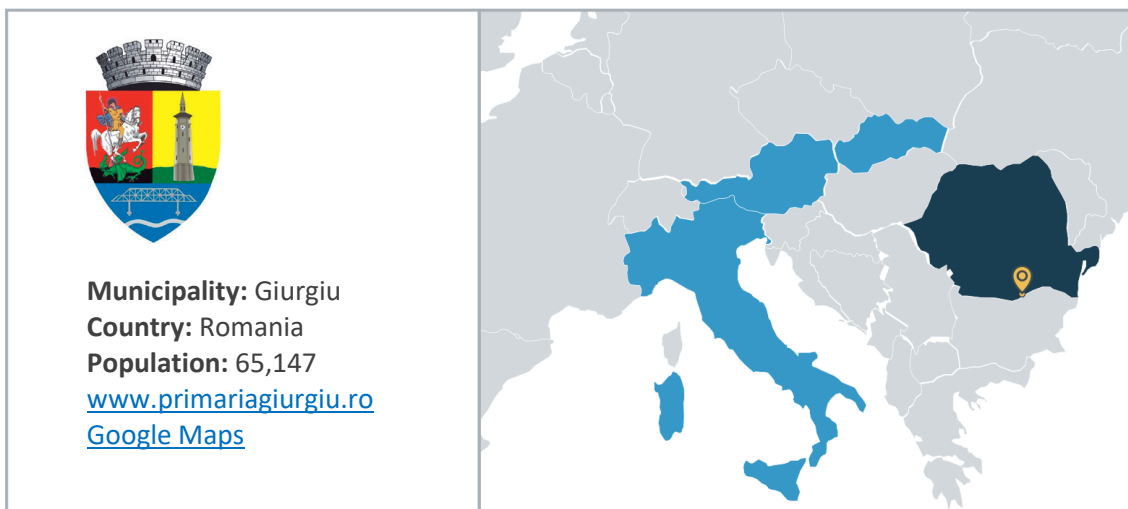 Municipality: Giurgiu
Country: Romania
Population: 65,147
www.primariagiurgiu.ro
Google Maps